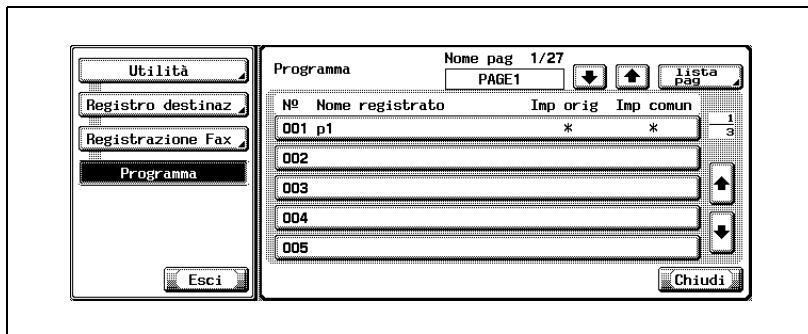 Utilità
Registro destinaz
Registrazione Fax
Programma
Esci
Programma
Nome pag 1/27
PAGE1
lista pag
Nº Nome registrato Imp orig Imp comun
001 p1 * *
002
003
004
005
1
3
Chiudi